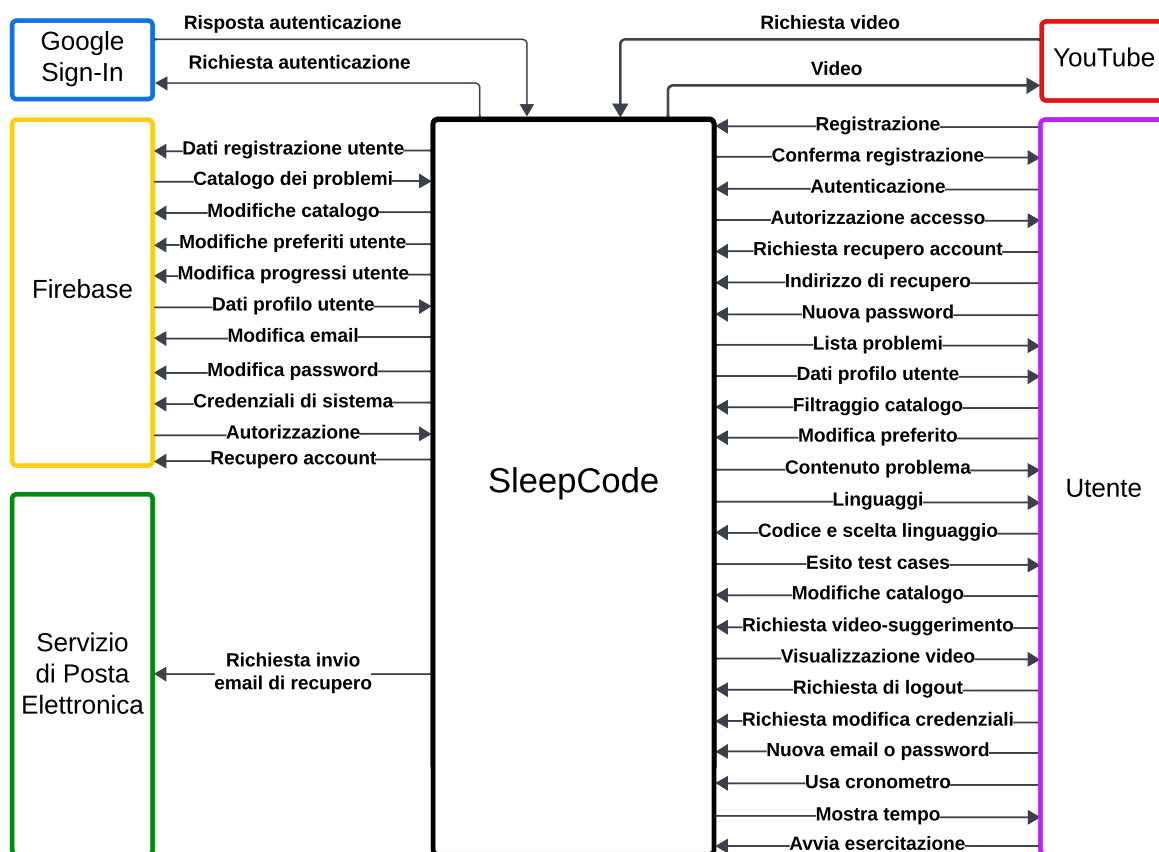 Google
Sign-In
Risposta autenticazione
Richiesta autenticazione
Richiesta video
Video
YouTube
Firebase
Dati registrazione utente
Catalogo dei problemi
Modifiche catalogo
Modifiche preferiti utente
Modifica progressi utente
Dati profilo utente
Modifica email
Modifica password
Credenziali di sistema
Autorizzazione
Recupero account
Servizio
di Posta
Elettronica
Richiesta invio
email di recupero
SleepCode
Registrazione
Conferma registrazione
Autenticazione
Autorizzazione accesso
Richiesta recupero account
Indirizzo di recupero
Nuova password
Lista problemi
Dati profilo utente
Filtraggio catalogo
Modifica preferito
Contenuto problema
Linguaggi
Codice e scelta linguaggio
Esito test cases
Modifiche catalogo
Richiesta video-suggerimento
Visualizzazione video
Richiesta di logout
Richiesta modifica credenziali
Nuova email o password
Usa cronometro
Mostra tempo
Avvia esercitazione
Utente